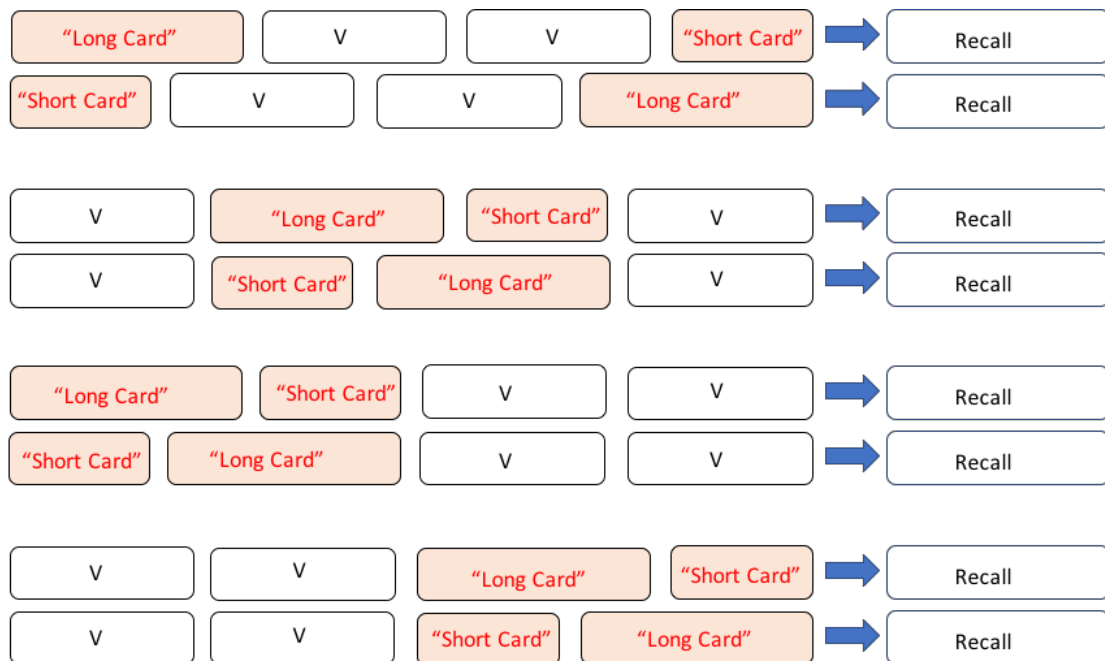 “Long Card” V V “Short Card” Recall
“Short Card” V V “Long Card” Recall
V “Long Card” “Short Card” V Recall
V “Short Card” “Long Card” V Recall
“Long Card” “Short Card” V V Recall
“Short Card” “Long Card” V V Recall
V V “Long Card” “Short Card” Recall
V V “Short Card” “Long Card” Recall